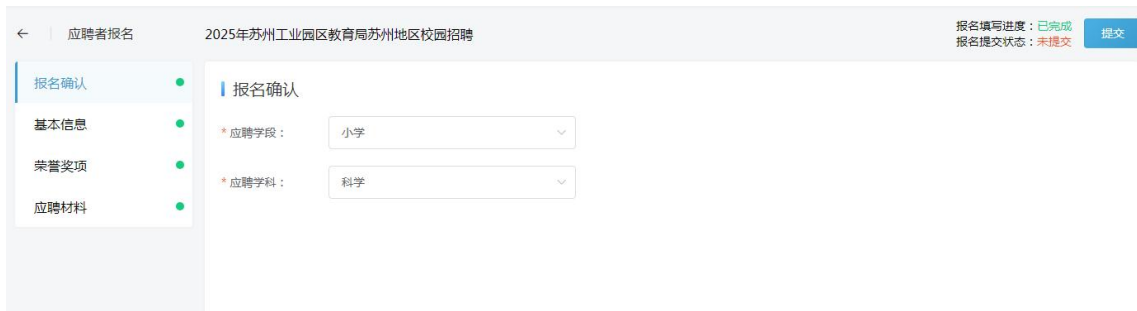 ← 应聘者报名 2025年苏州工业园区教育局苏州地区校园招聘
报名填写进度：已完成
报名提交状态：未提交
提交
报名确认
基本信息
荣誉奖项
应聘材料
报名确认
* 应聘学段： 小学
* 应聘学科： 科学